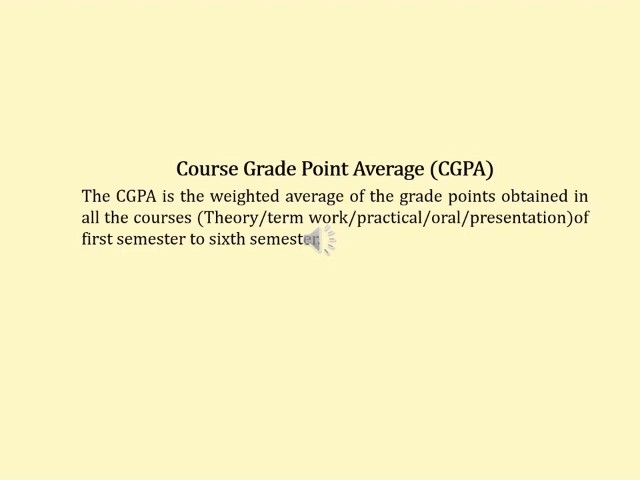 Course Grade Point Average (CGPA)
The CGPA is the weighted average of the grade points obtained in
all the courses (Theory/term work/practical/oral/presentation)of
first semester to sixth semester.